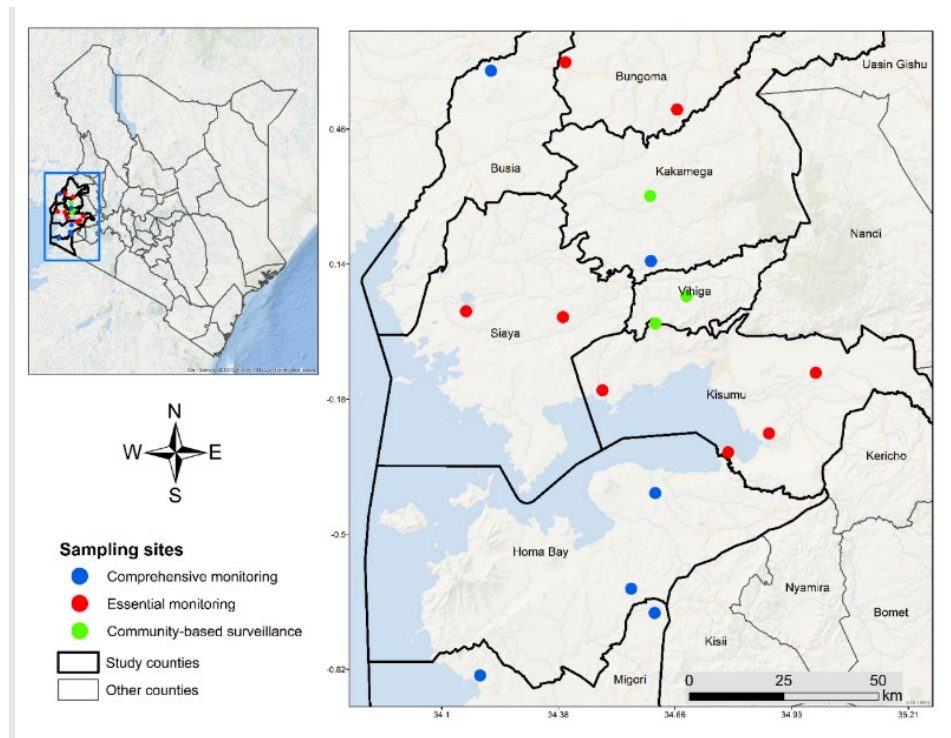 Bungoma
Uasin Gishu
0.46
Busia
Kakamega
Nandi
0.14
Vihiga
Siaya
-0.18
Kisumu
N
W
E
S
Kericho
-0.5
Homa Bay
Sampling sites
Comprehensive monitoring
Essential monitoring
Community-based surveillance
Study counties
Other counties
Nyamira
Bomet
Kisii
-0.82
Migori
0
25
50
km
34.1
34.38
34.66
34.93
35.21